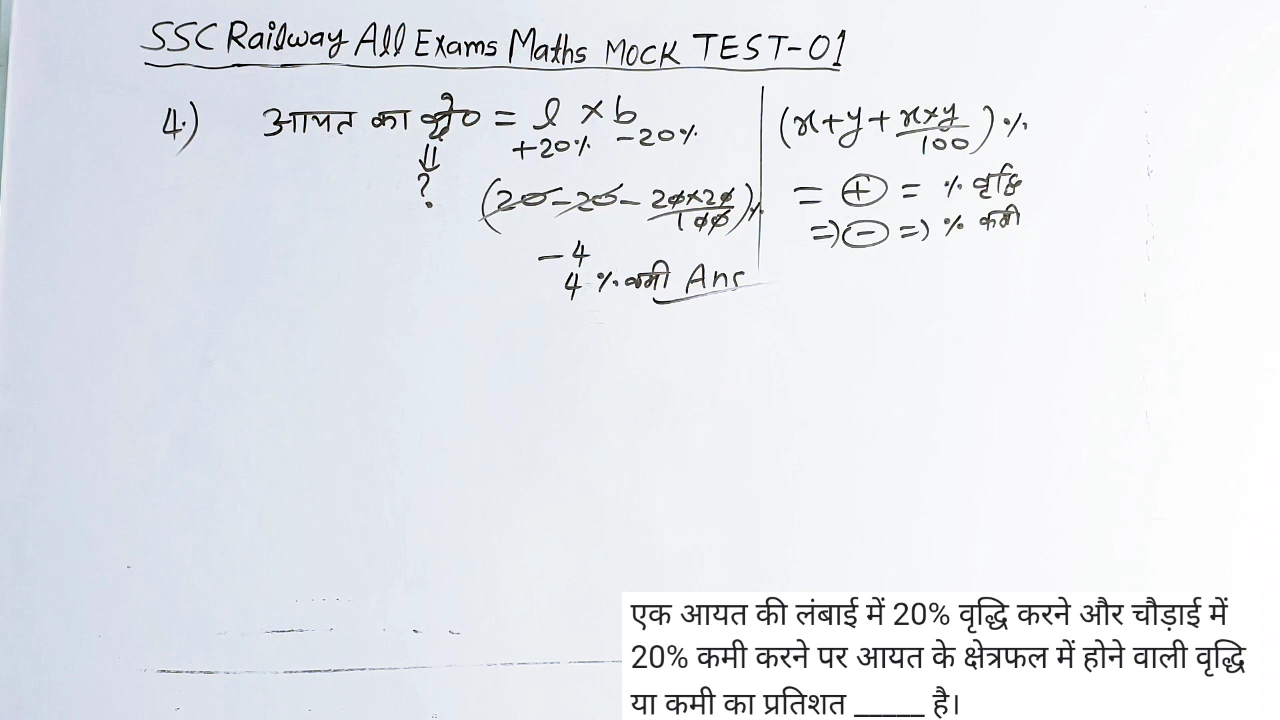 SSC Railway All Exams Maths MOCK TEST-01
4.) आयत का क्षे० = l × b
+20% -20%
⇓
?
(20-20-20×20/100)%
-4
4 % कमी Ans
(x+y+x×y/100)%
= ⊕ = % वृद्धि
⇒ ⊖ ⇒ % कमी
एक आयत की लंबाई में 20% वृद्धि करने और चौड़ाई में
20% कमी करने पर आयत के क्षेत्रफल में होने वाली वृद्धि
या कमी का प्रतिशत _____ है।